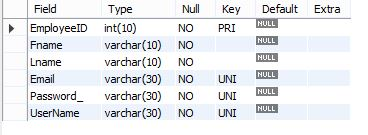 Field Type Null Key Default Extra
EmployeeID int(10) NO PRI NULL
Fname varchar(10) NO NULL
Lname varchar(10) NO NULL
Email varchar(30) NO UNI NULL
Password_ varchar(30) NO UNI NULL
UserName varchar(30) NO UNI NULL